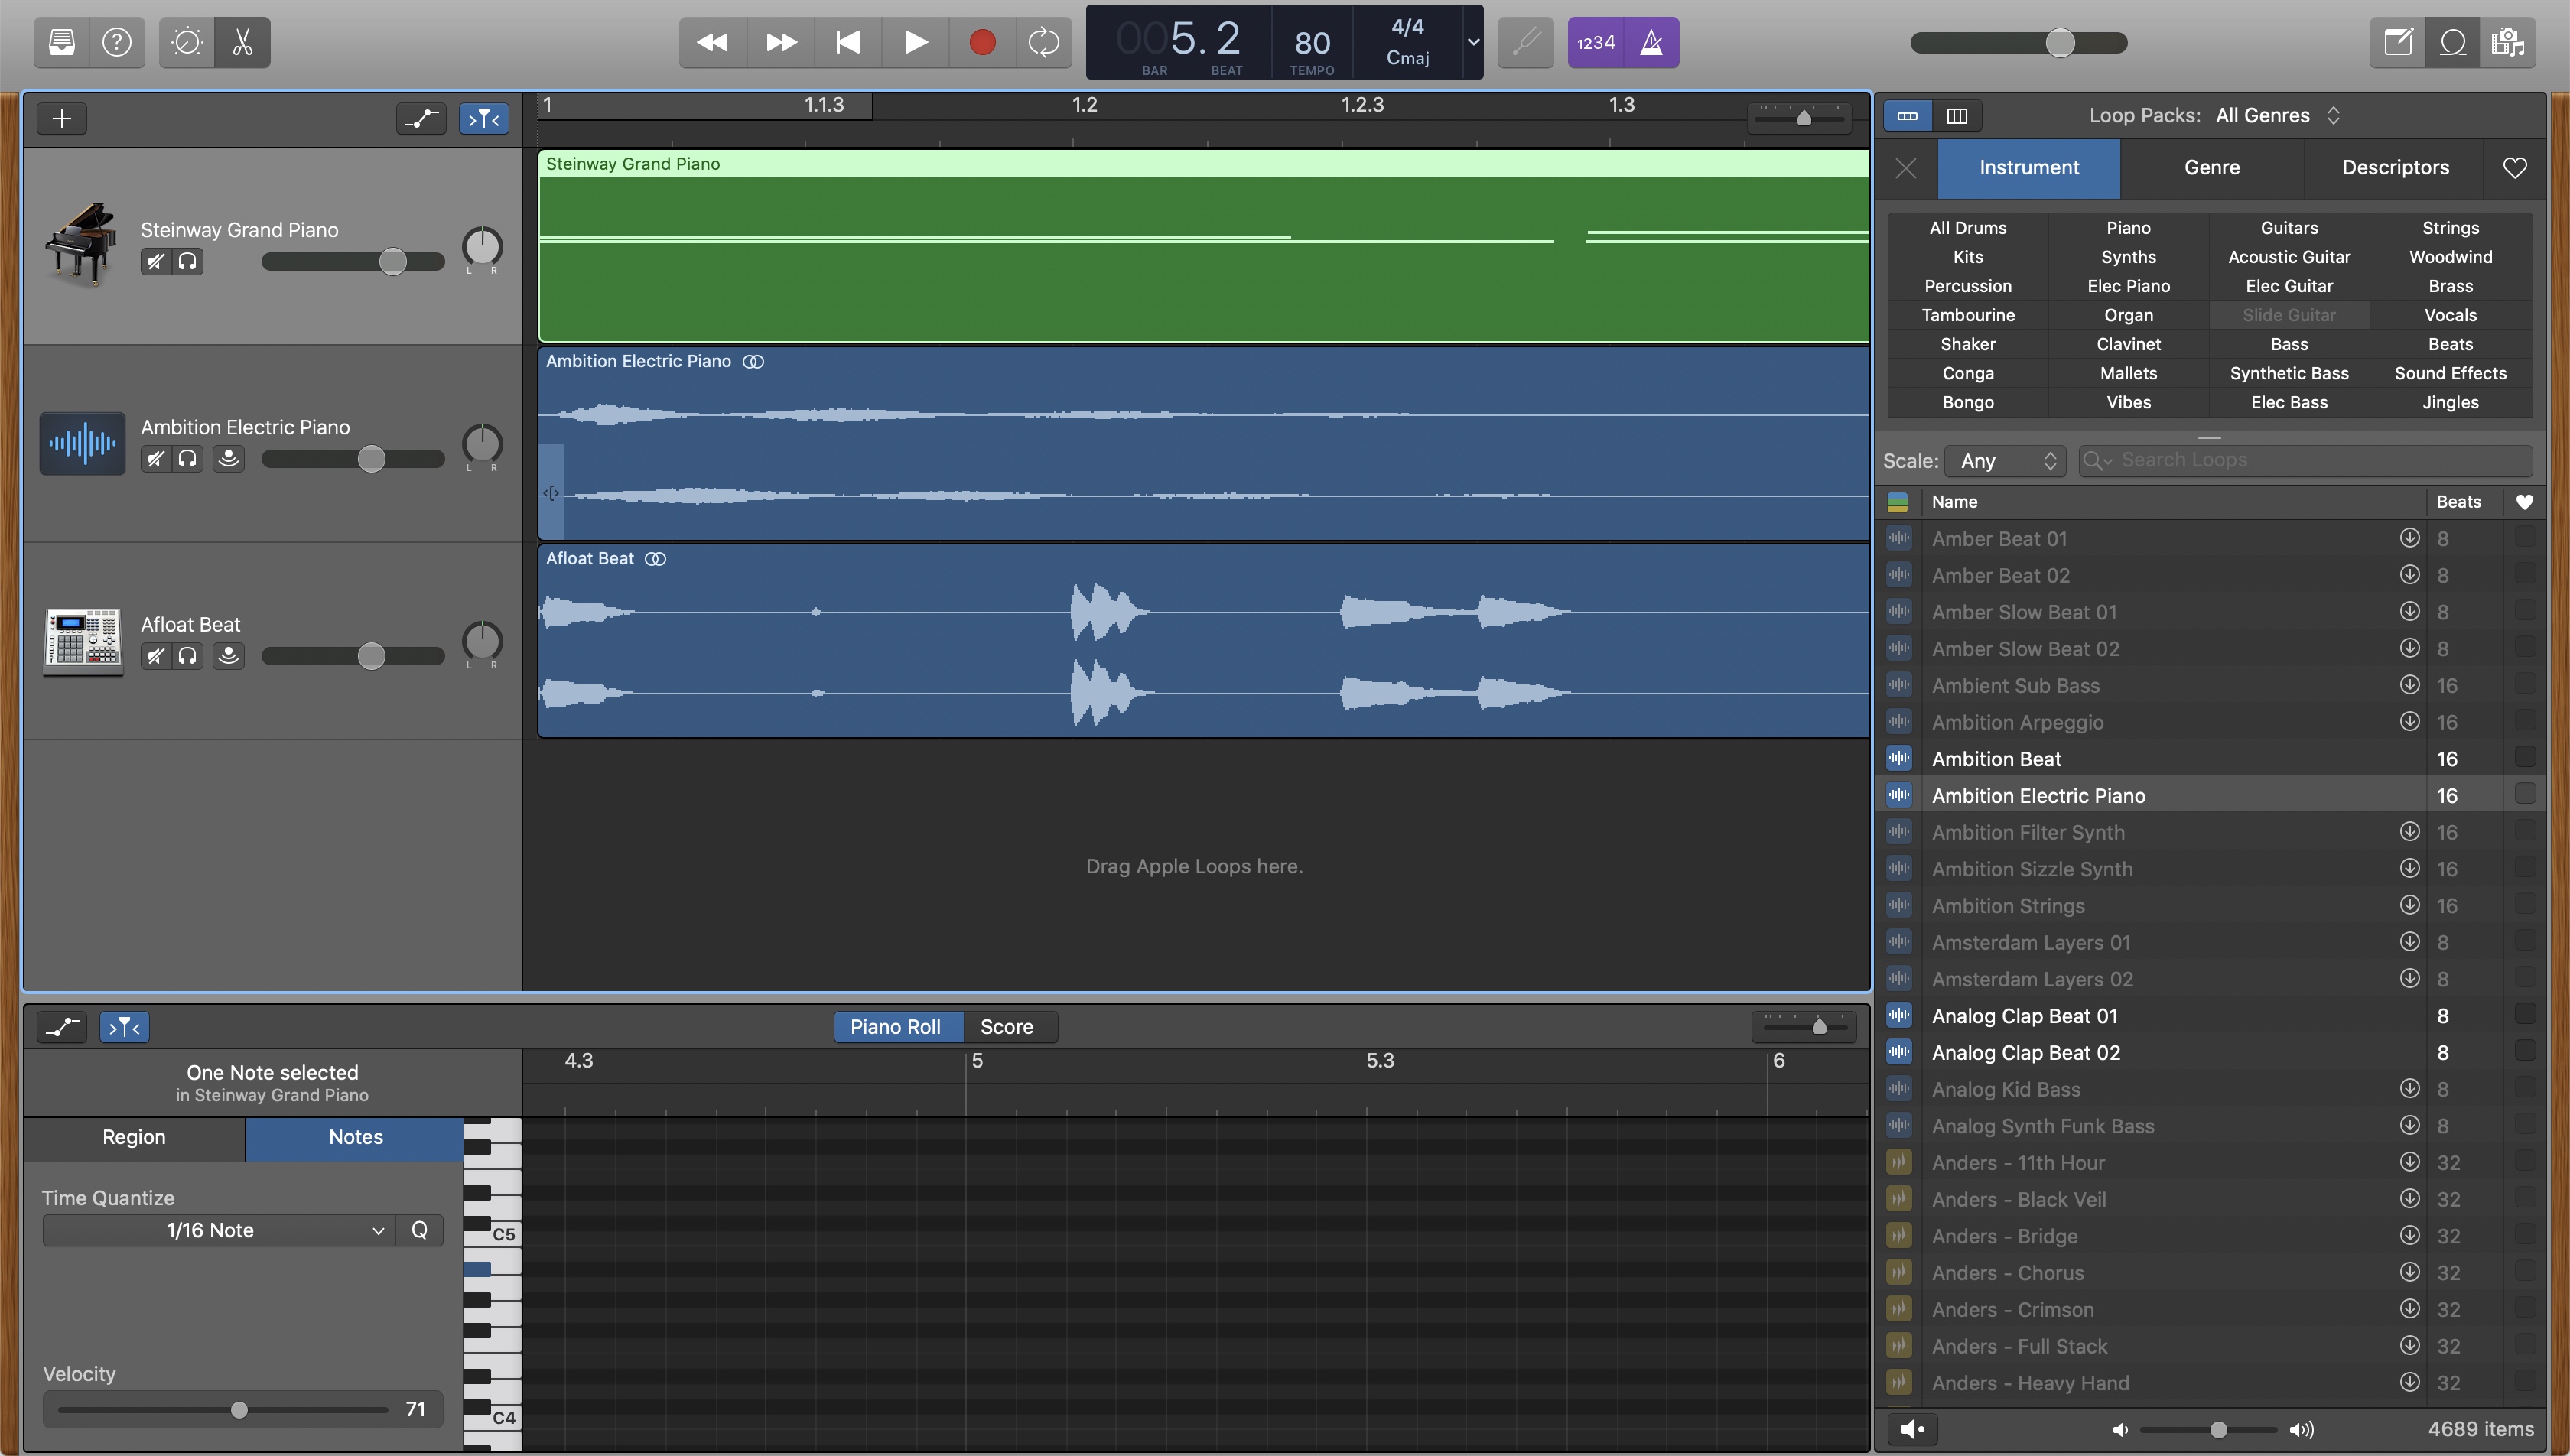 005. 2
BAR BEAT
80
TEMPO
4/4
Cmaj
1234
1 1.1.3 1.2 1.2.3 1.3
Steinway Grand Piano
L R
Ambition Electric Piano
L R
Afloat Beat
L R
Steinway Grand Piano
Ambition Electric Piano
Afloat Beat
Drag Apple Loops here.
Piano Roll Score
One Note selected
in Steinway Grand Piano
Region Notes
Time Quantize
1/16 Note Q
Velocity
71
4.3 5 5.3 6
C5
C4
Loop Packs: All Genres
Instrument Genre Descriptors
All Drums Piano Guitars Strings
Kits Synths Acoustic Guitar Woodwind
Percussion Elec Piano Elec Guitar Brass
Tambourine Organ Slide Guitar Vocals
Shaker Clavinet Bass Beats
Conga Mallets Synthetic Bass Sound Effects
Bongo Vibes Elec Bass Jingles
Scale: Any Search Loops
Name Beats
Amber Beat 01 8
Amber Beat 02 8
Amber Slow Beat 01 8
Amber Slow Beat 02 8
Ambient Sub Bass 16
Ambition Arpeggio 16
Ambition Beat 16
Ambition Electric Piano 16
Ambition Filter Synth 16
Ambition Sizzle Synth 16
Ambition Strings 16
Amsterdam Layers 01 8
Amsterdam Layers 02 8
Analog Clap Beat 01 8
Analog Clap Beat 02 8
Analog Kid Bass 8
Analog Synth Funk Bass 8
Anders - 11th Hour 32
Anders - Black Veil 32
Anders - Bridge 32
Anders - Chorus 32
Anders - Crimson 32
Anders - Full Stack 32
Anders - Heavy Hand 32
4689 items